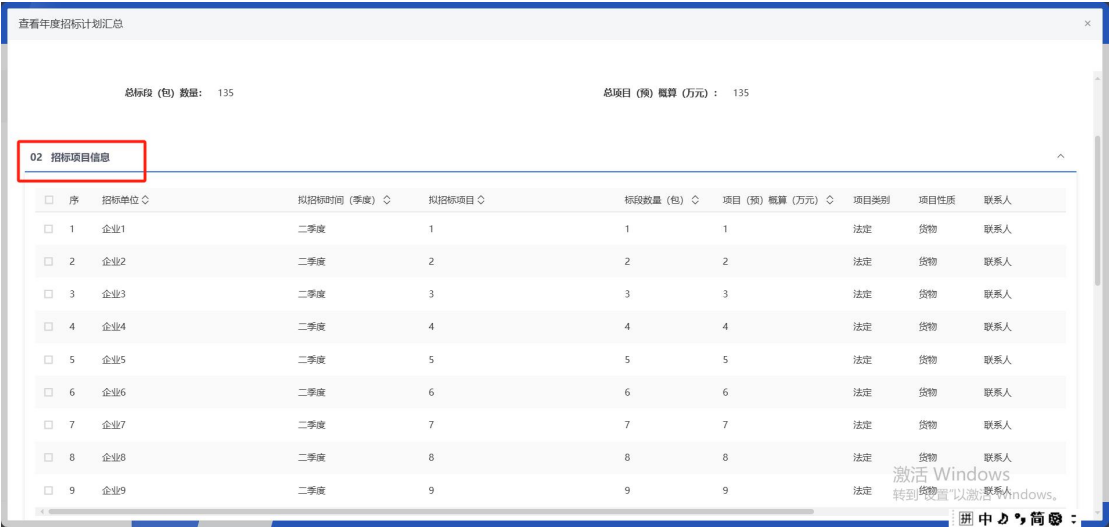 查看年度招标计划汇总
总标段（包）数量： 135 总项目（预）概算（万元）： 135
02 招标项目信息
序 招标单位 拟招标时间（季度） 拟招标项目 标段数量（包） 项目（预）概算（万元） 项目类别 项目性质 联系人
1 企业1 二季度 1 1 1 法定 货物 联系人
2 企业2 二季度 2 2 2 法定 货物 联系人
3 企业3 二季度 3 3 3 法定 货物 联系人
4 企业4 二季度 4 4 4 法定 货物 联系人
5 企业5 二季度 5 5 5 法定 货物 联系人
6 企业6 二季度 6 6 6 法定 货物 联系人
7 企业7 二季度 7 7 7 法定 货物 联系人
8 企业8 二季度 8 8 8 法定 货物 联系人
激活 Windows
9 企业9 二季度 9 9 9 法定 货物 联系人
转到"设置"以激活 Windows。
拼 中 简